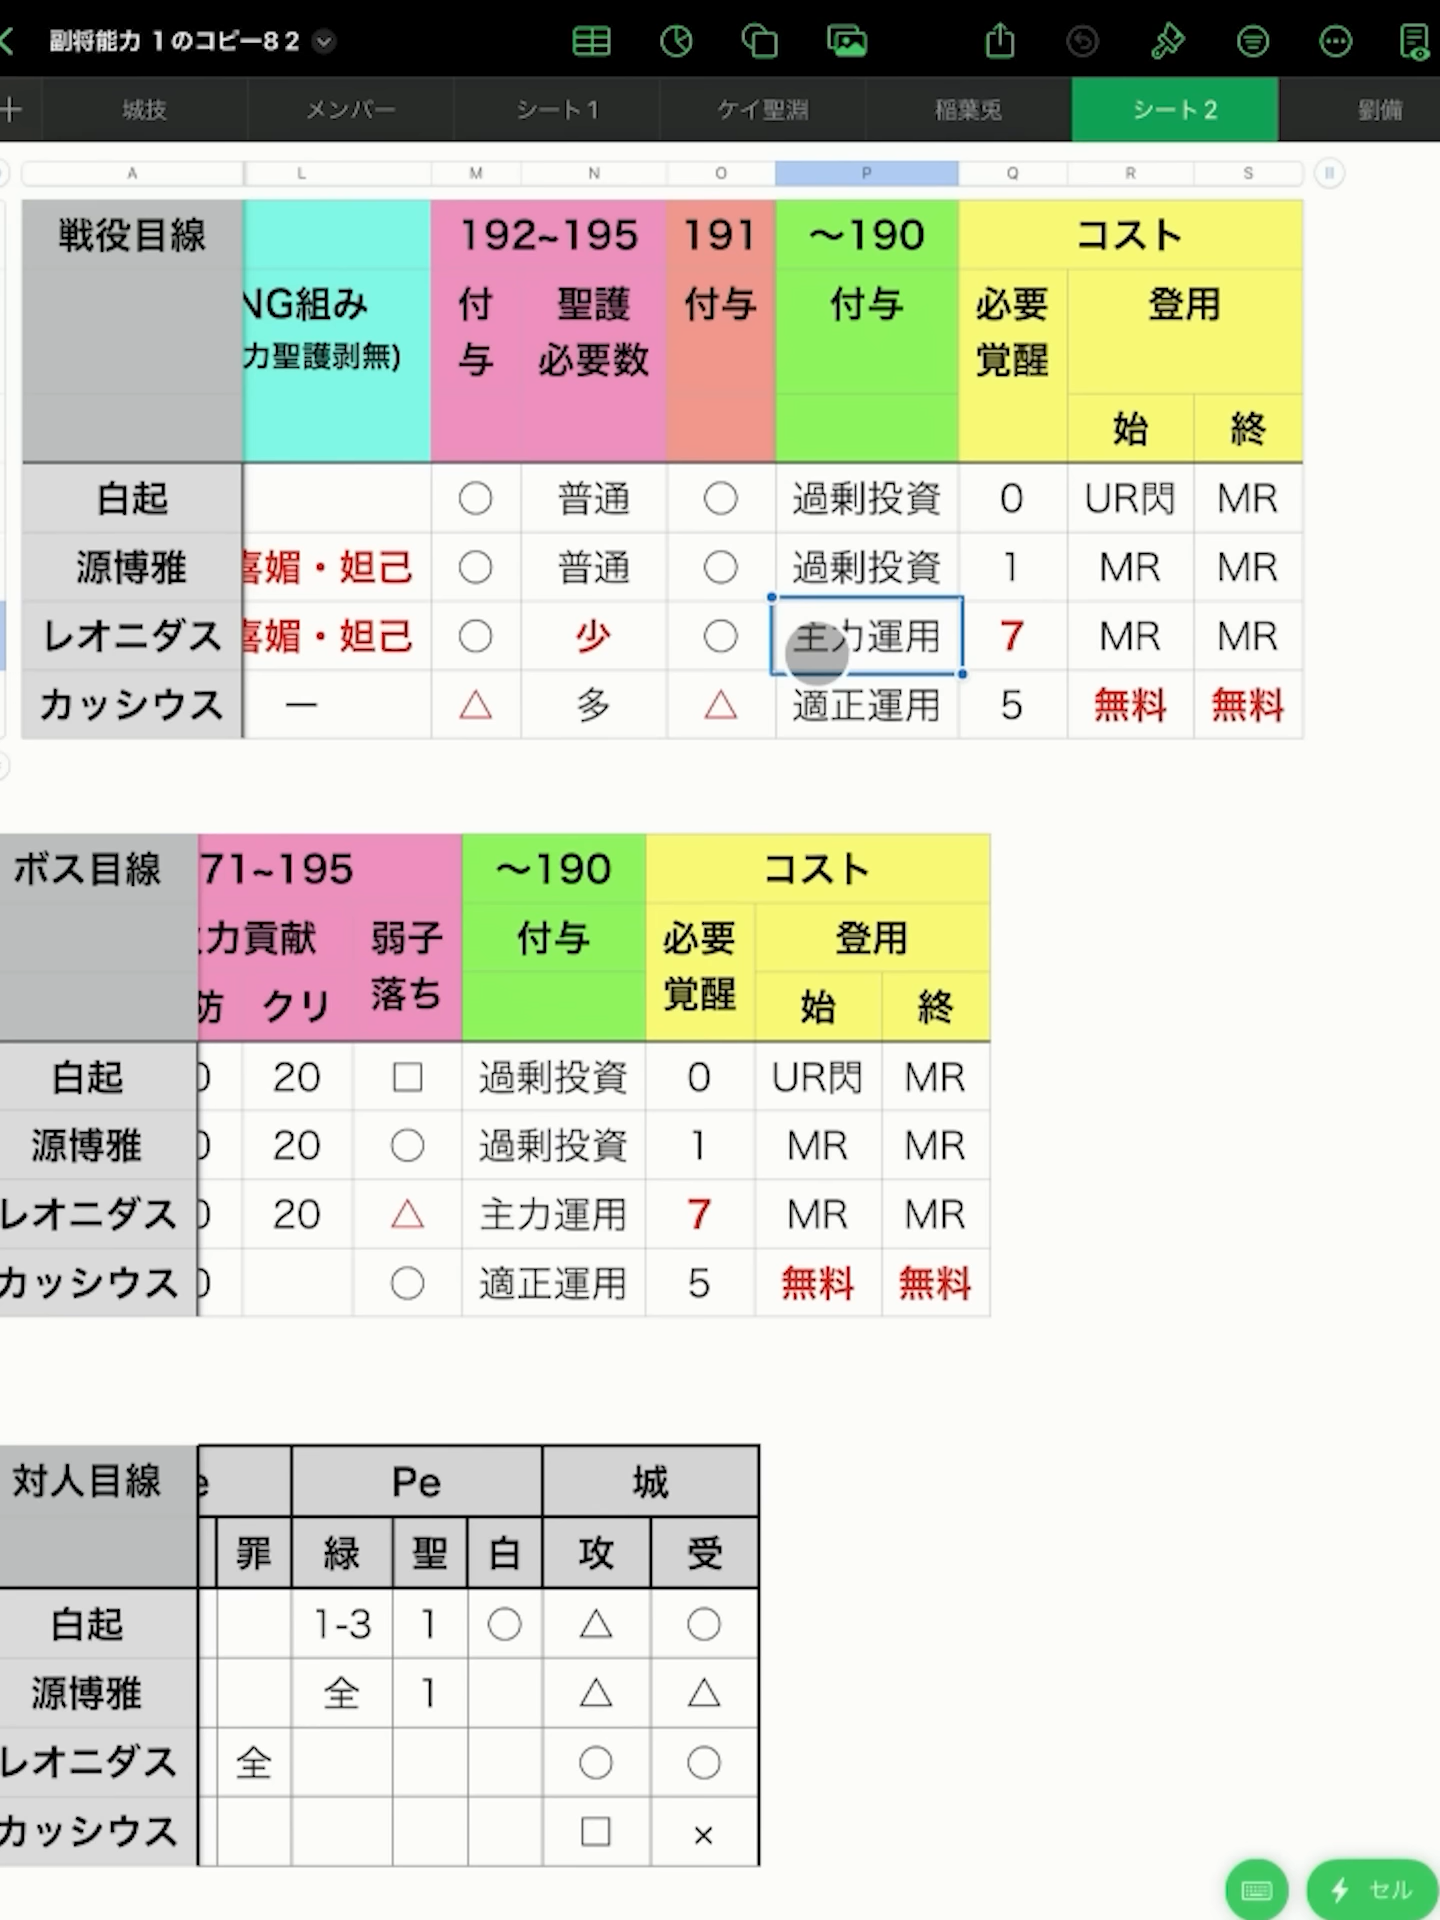 副将能力 1のコピー8 2
城技 メンバー シート1 ケイ聖淵 稲葉兎 シート2 劉備
A L M N O P Q R S
戦役目線 192~195 191 ～190 コスト
NG組み 付与 聖護必要数 付与 付与 必要覚醒 登用
力聖護剥無)
始 終
白起 ○ 普通 ○ 過剰投資 0 UR閃 MR
源博雅 喜媚・妲己 ○ 普通 ○ 過剰投資 1 MR MR
レオニダス 喜媚・妲己 ○ 少 ○ 主力運用 7 MR MR
カッシウス ー △ 多 △ 適正運用 5 無料 無料
ボス目線 71~195 ～190 コスト
力貢献 弱子落ち 付与 必要覚醒 登用
防 クリ 始 終
白起 0 20 □ 過剰投資 0 UR閃 MR
源博雅 0 20 ○ 過剰投資 1 MR MR
レオニダス 0 20 △ 主力運用 7 MR MR
カッシウス 0 ○ 適正運用 5 無料 無料
対人目線 e Pe 城
罪 緑 聖 白 攻 受
白起 1-3 1 ○ △ ○
源博雅 全 1 △ △
レオニダス 全 ○ ○
カッシウス □ ×
セル